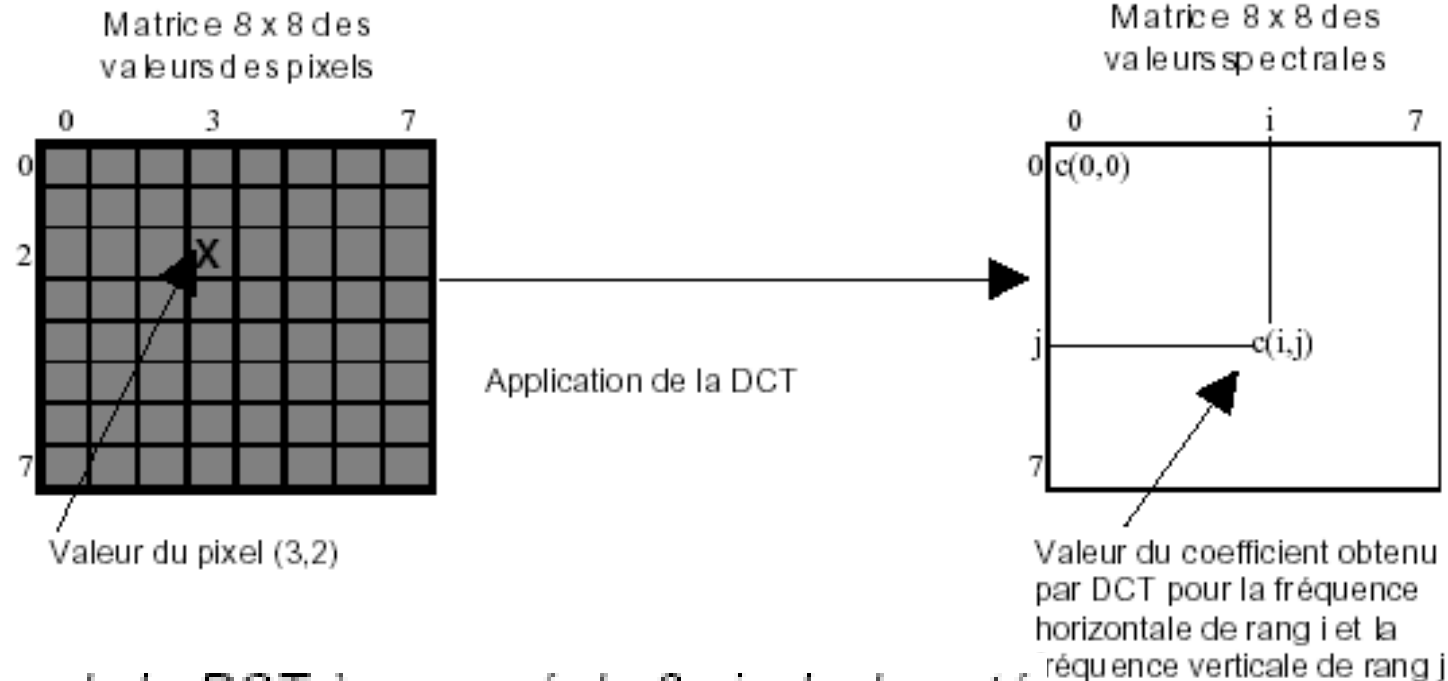 Matrice 8 x 8 des
valeurs des pixels
0 3 7
0
2
7
X
Valeur du pixel (3,2)
Application de la DCT
Matrice 8 x 8 des
valeurs spectrales
0 i 7
0 c(0,0)
j c(i,j)
7
Valeur du coefficient obtenu
par DCT pour la fréquence
horizontale de rang i et la
réquence verticale de rang j